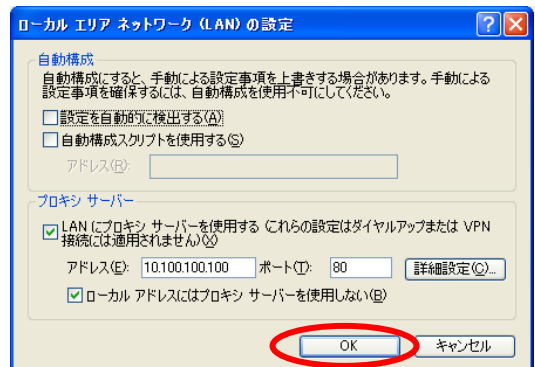 ローカル エリア ネットワーク (LAN) の設定
自動構成
自動構成にすると、手動による設定事項を上書きする場合があります。手動による
設定事項を確保するには、自動構成を使用不可にしてください。
設定を自動的に検出する(A)
自動構成スクリプトを使用する(S)
アドレス(R):
プロキシ サーバー
LAN にプロキシ サーバーを使用する (これらの設定はダイヤルアップまたは VPN
接続には適用されません)(X)
アドレス(E): 10.100.100.100 ポート(T): 80 詳細設定(C)...
ローカル アドレスにはプロキシ サーバーを使用しない(B)
OK キャンセル